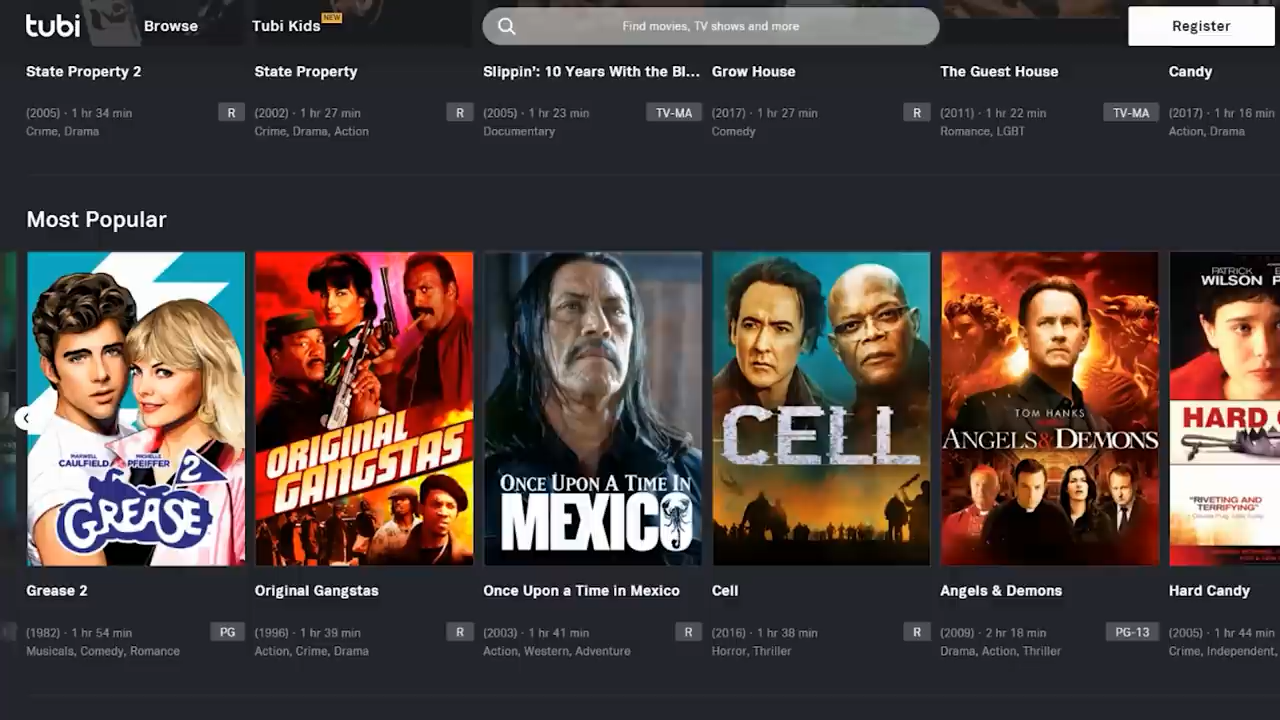 tubi
Browse
Tubi Kids
NEW
Find movies, TV shows and more
Register
State Property 2
State Property
Slippin': 10 Years With the Bl...
Grow House
The Guest House
Candy
(2005) · 1 hr 34 min
R
(2002) · 1 hr 27 min
R
(2005) · 1 hr 23 min
TV-MA
(2017) · 1 hr 27 min
R
(2011) · 1 hr 22 min
TV-MA
(2017) · 1 hr 16 min
Crime, Drama
Crime, Drama, Action
Documentary
Comedy
Romance, LGBT
Action, Drama
Most Popular
MAXWELL CAULFIELD
MICHELLE PFEIFFER
2
GREASE
ORIGINAL
GANGSTAS
ONCE UPON A TIME IN
MEXICO
CELL
TOM HANKS
ANGELS & DEMONS
PATRICK
WILSON
HARD
"RIVETING AND
TERRIFYING"
Grease 2
Original Gangstas
Once Upon a Time in Mexico
Cell
Angels & Demons
Hard Candy
(1982) · 1 hr 54 min
PG
(1996) · 1 hr 39 min
R
(2003) · 1 hr 41 min
R
(2016) · 1 hr 38 min
R
(2009) · 2 hr 18 min
PG-13
(2005) · 1 hr 44 min
Musicals, Comedy, Romance
Action, Crime, Drama
Action, Western, Adventure
Horror, Thriller
Drama, Action, Thriller
Crime, Independent,